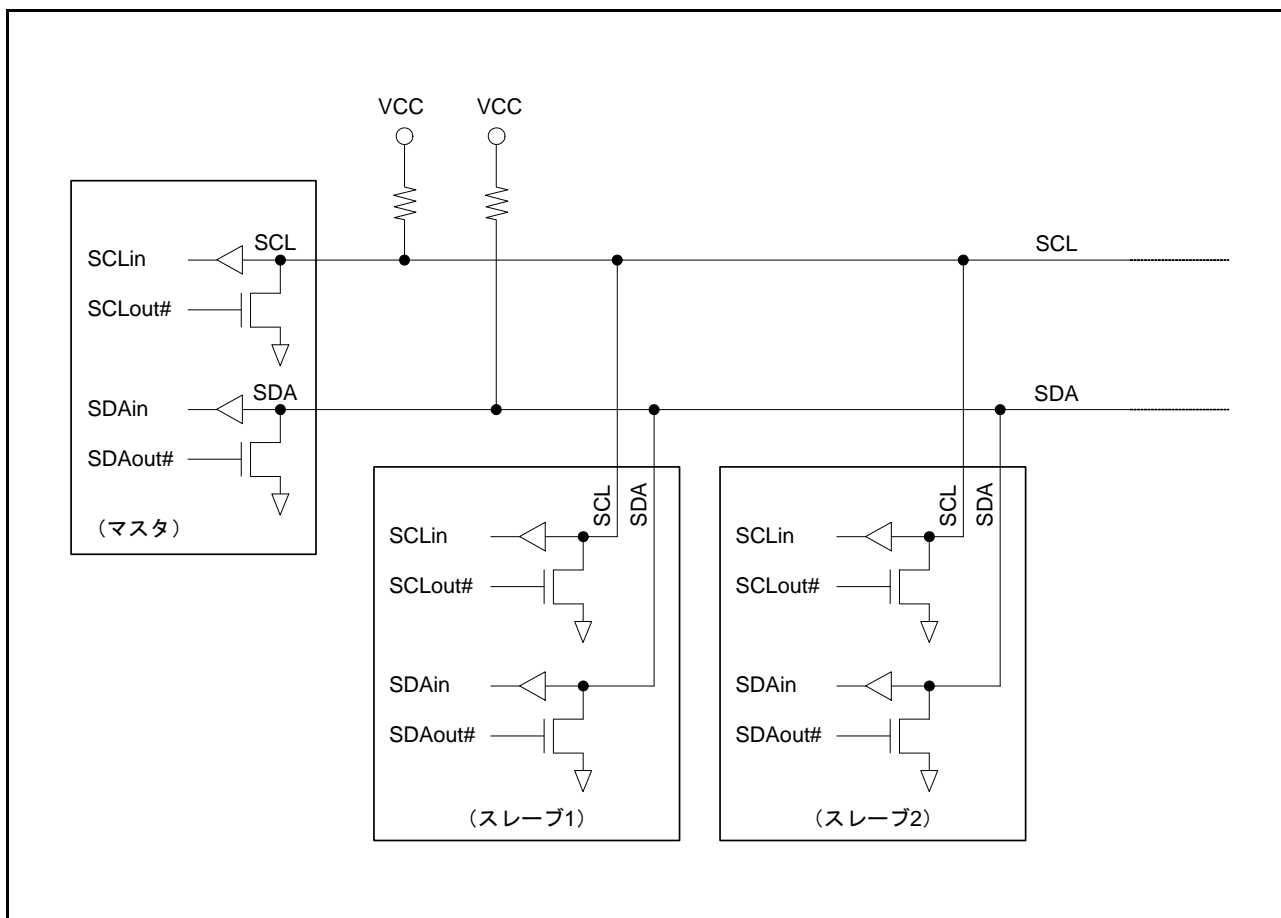 VCC
VCC
SCL
SCLin
SCLout#
SDA
SDAin
SDAout#
（マスタ）
SCL
SDA
SCL
SDA
SCLin
SCLout#
SDAin
SDAout#
（スレーブ1）
SCL
SDA
SCLin
SCLout#
SDAin
SDAout#
（スレーブ2）